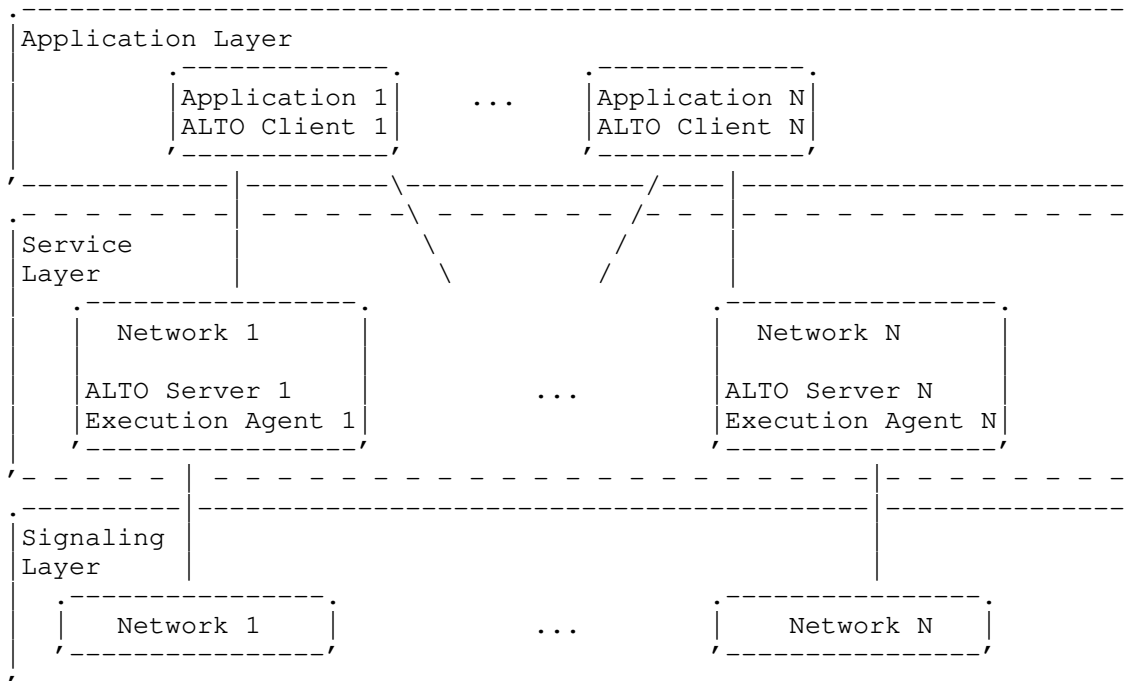 Application Layer
Application 1 ... Application N
ALTO Client 1 ALTO Client N
Service
Layer
Network 1 Network N
ALTO Server 1 ... ALTO Server N
Execution Agent 1 Execution Agent N
Signaling
Layer
Network 1 ... Network N